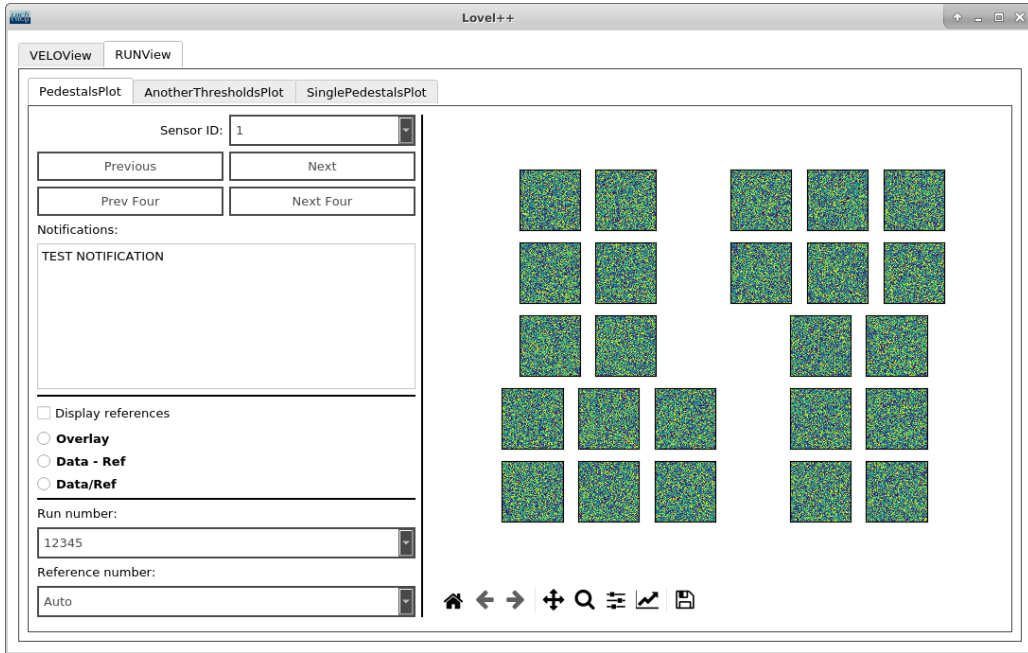 Lovel++
VELOView RUNView
PedestalsPlot AnotherThresholdsPlot SinglePedestalsPlot
Sensor ID: 1
Previous Next
Prev Four Next Four
Notifications:
TEST NOTIFICATION
Display references
Overlay
Data - Ref
Data/Ref
Run number:
12345
Reference number:
Auto